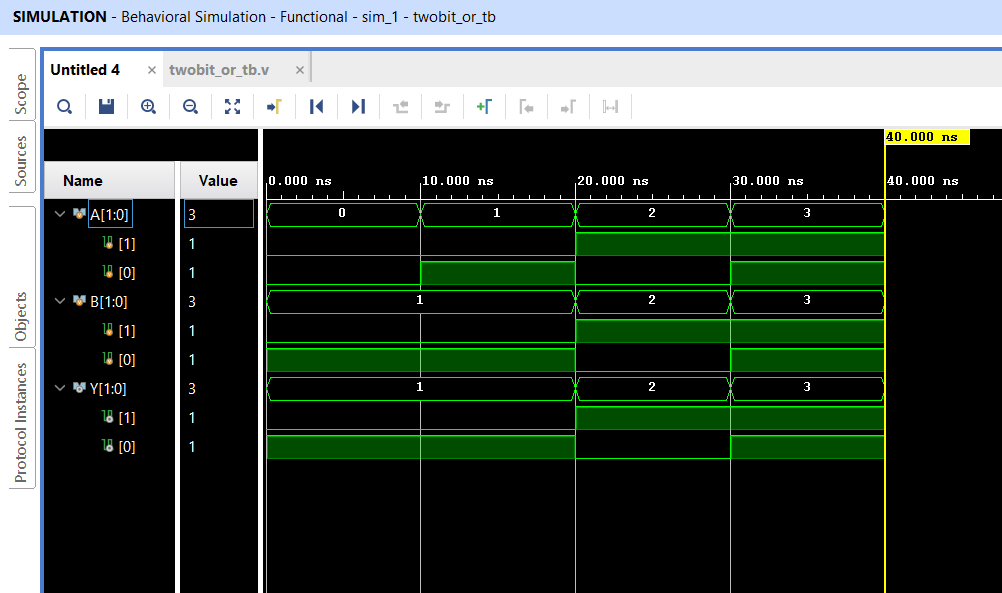 SIMULATION - Behavioral Simulation - Functional - sim_1 - twobit_or_tb
Scope
Sources
Objects
Protocol Instances
Untitled 4 × twobit_or_tb.v ×
40.000 ns
Name Value
0.000 ns 10.000 ns 20.000 ns 30.000 ns 40.000 ns
A[1:0] 3 0 1 2 3
[1] 1
[0] 1
B[1:0] 3 1 2 3
[1] 1
[0] 1
Y[1:0] 3 1 2 3
[1] 1
[0] 1